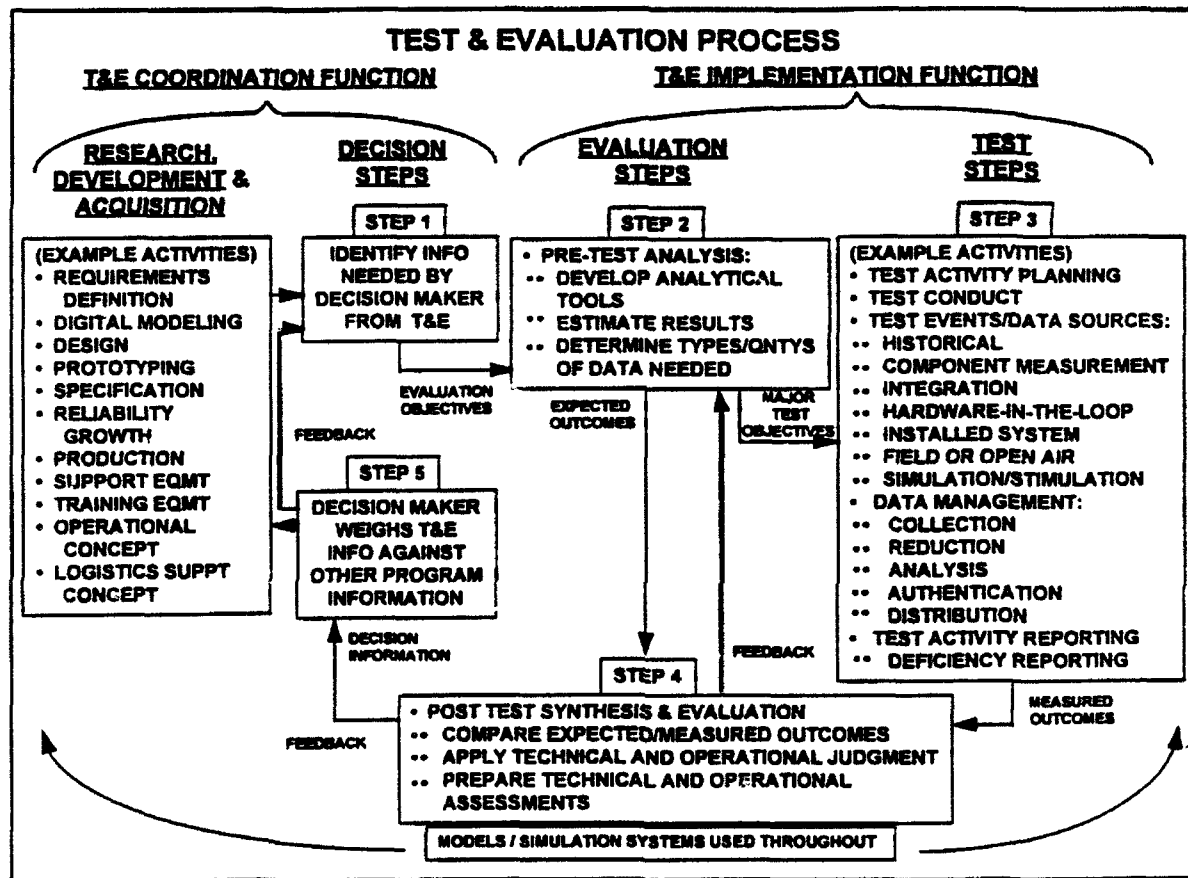 TEST & EVALUATION PROCESS
T&E COORDINATION FUNCTION
T&E IMPLEMENTATION FUNCTION
RESEARCH,
DEVELOPMENT &
ACQUISITION
DECISION
STEPS
EVALUATION
STEPS
TEST
STEPS
(EXAMPLE ACTIVITIES)
• REQUIREMENTS
DEFINITION
• DIGITAL MODELING
• DESIGN
• PROTOTYPING
• SPECIFICATION
• RELIABILITY
GROWTH
• PRODUCTION
• SUPPORT EQMT
• TRAINING EQMT
• OPERATIONAL
CONCEPT
• LOGISTICS SUPPT
CONCEPT
STEP 1
IDENTIFY INFO
NEEDED BY
DECISION MAKER
FROM T&E
EVALUATION
OBJECTIVES
FEEDBACK
STEP 5
DECISION MAKER
WEIGHS T&E
INFO AGAINST
OTHER PROGRAM
INFORMATION
DECISION
INFORMATION
FEEDBACK
STEP 2
• PRE-TEST ANALYSIS:
•• DEVELOP ANALYTICAL
TOOLS
•• ESTIMATE RESULTS
•• DETERMINE TYPES/QNTYS
OF DATA NEEDED
EXPECTED
OUTCOMES
MAJOR
TEST
OBJECTIVES
FEEDBACK
STEP 3
(EXAMPLE ACTIVITIES)
• TEST ACTIVITY PLANNING
• TEST CONDUCT
• TEST EVENTS/DATA SOURCES:
•• HISTORICAL
•• COMPONENT MEASUREMENT
•• INTEGRATION
•• HARDWARE-IN-THE-LOOP
•• INSTALLED SYSTEM
•• FIELD OR OPEN AIR
•• SIMULATION/STIMULATION
• DATA MANAGEMENT:
•• COLLECTION
•• REDUCTION
•• ANALYSIS
•• AUTHENTICATION
•• DISTRIBUTION
• TEST ACTIVITY REPORTING
•• DEFICIENCY REPORTING
MEASURED
OUTCOMES
STEP 4
• POST TEST SYNTHESIS & EVALUATION
•• COMPARE EXPECTED/MEASURED OUTCOMES
•• APPLY TECHNICAL AND OPERATIONAL JUDGMENT
•• PREPARE TECHNICAL AND OPERATIONAL
ASSESSMENTS
MODELS / SIMULATION SYSTEMS USED THROUGHOUT